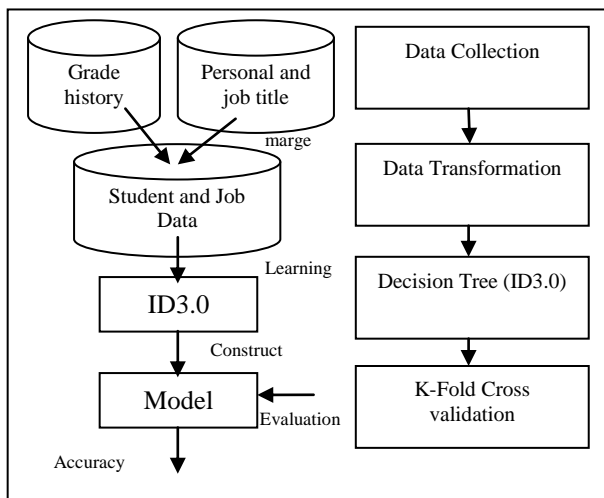 Grade
history
Personal and
job title
marge
Student and Job
Data
Learning
ID3.0
Construct
Model
Evaluation
Accuracy
Data Collection
Data Transformation
Decision Tree (ID3.0)
K-Fold Cross
validation